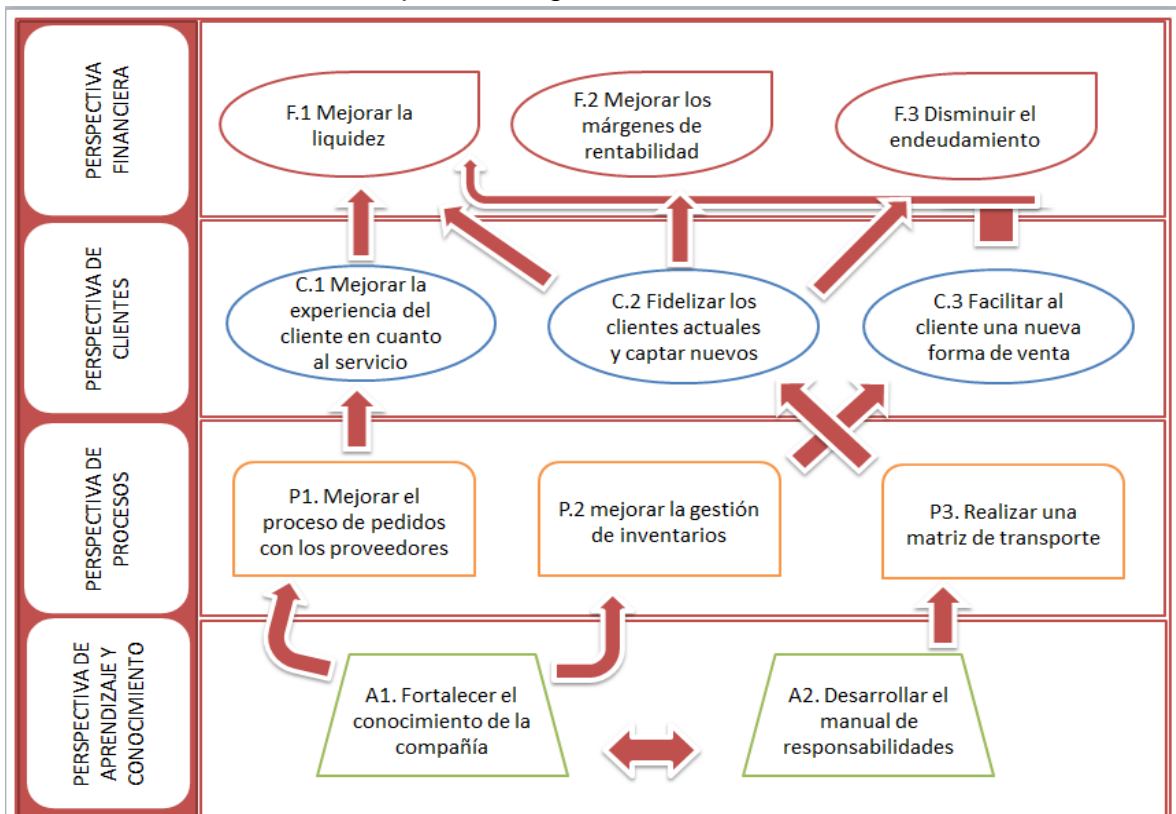 PERSPECTIVA
FINANCIERA
F.1 Mejorar la
liquidez
F.2 Mejorar los
márgenes de
rentabilidad
F.3 Disminuir el
endeudamiento
PERSPECTIVA DE
CLIENTES
C.1 Mejorar la
experiencia del
cliente en cuanto
al servicio
C.2 Fidelizar los
clientes actuales
y captar nuevos
C.3 Facilitar al
cliente una nueva
forma de venta
PERSPECTIVA DE
PROCESOS
P1. Mejorar el
proceso de pedidos
con los proveedores
P.2 mejorar la gestión
de inventarios
P3. Realizar una
matriz de transporte
PERSPECTIVA DE
APRENDIZAJE Y
CONOCIMIENTO
A1. Fortalecer el
conocimiento de la
compañía
A2. Desarrollar el
manual de
responsabilidades